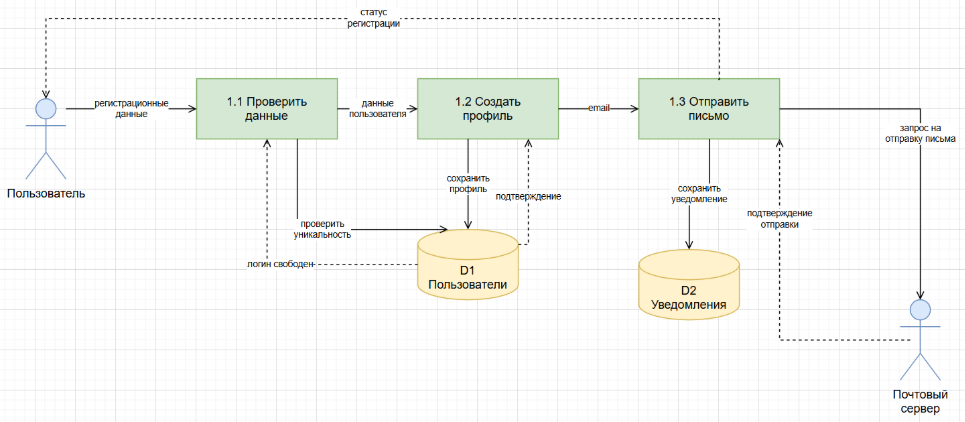 статус
регистрации
регистрационные
данные
1.1 Проверить
данные
данные
пользователя
1.2 Создать
профиль
email
1.3 Отправить
письмо
запрос на
отправку письма
Пользователь
сохранить
профиль
подтверждение
сохранить
уведомление
подтверждение
отправки
проверить
уникальность
логин свободен
D1
Пользователи
D2
Уведомления
Почтовый
сервер